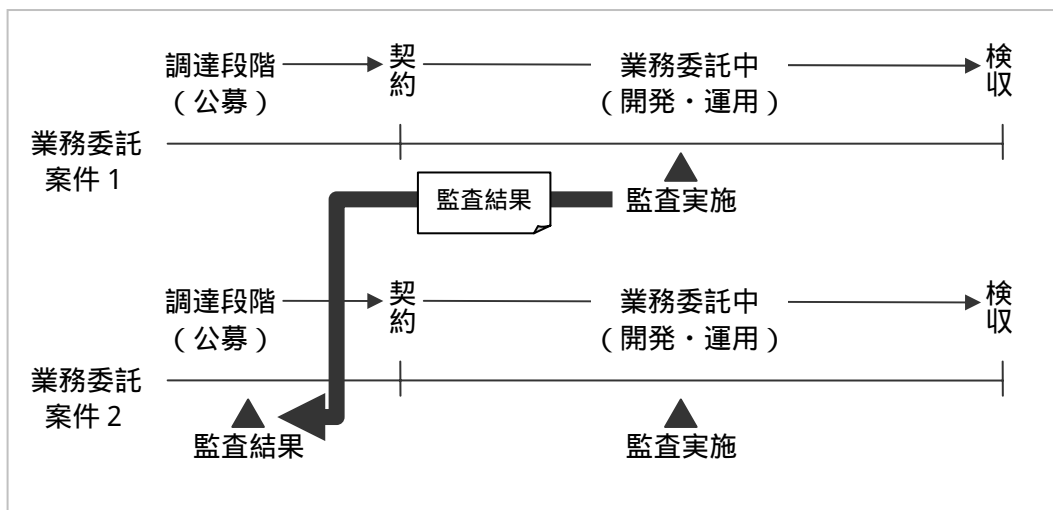 調達段階
（公募）
契約
業務委託中
（開発・運用）
検収
業務委託
案件1
監査結果
監査実施
調達段階
（公募）
契約
業務委託中
（開発・運用）
検収
業務委託
案件2
監査結果
監査実施